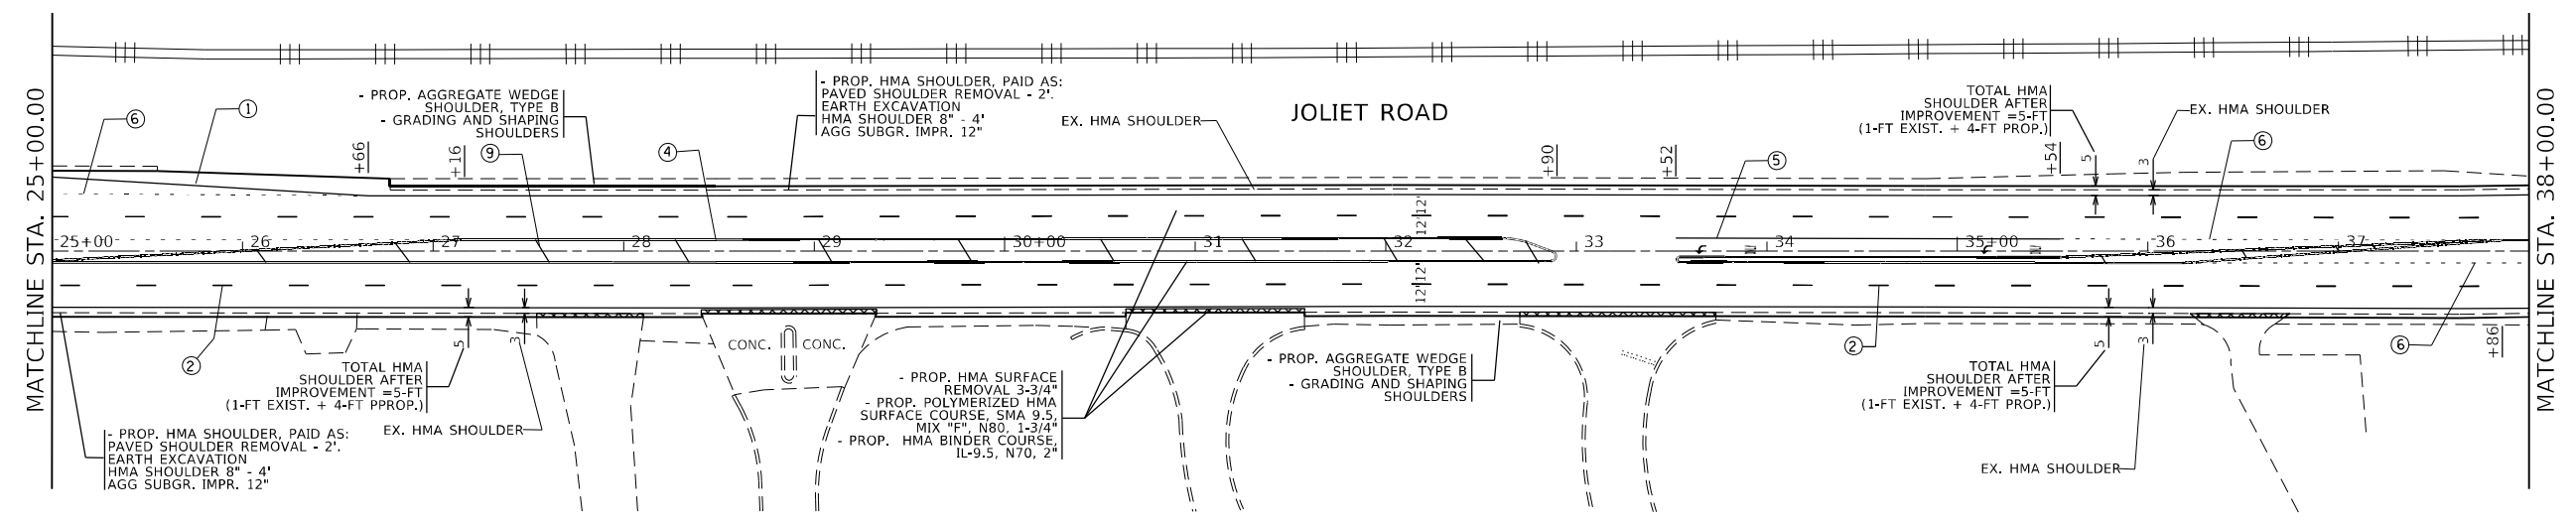 MATCHLINE STA. 25+00.00
6
1
- PROP. AGGREGATE WEDGE
SHOULDER, TYPE B
- GRADING AND SHAPING
SHOULDERS
- PROP. HMA SHOULDER, PAID AS:
PAVED SHOULDER REMOVAL - 2'.
EARTH EXCAVATION
HMA SHOULDER 8" - 4'
AGG SUBGR. IMPR. 12"
EX. HMA SHOULDER
JOLIET ROAD
TOTAL HMA
SHOULDER AFTER
IMPROVEMENT =5-FT
(1-FT EXIST. + 4-FT PROP.)
EX. HMA SHOULDER
+66
+16
9
4
+90
+52
5
+54
5
3
6
12'12'
25+00
26
27
28
29
30+00
31
32
33
34
35+00
36
37
12'12'
2
5
3
TOTAL HMA
SHOULDER AFTER
IMPROVEMENT =5-FT
(1-FT EXIST. + 4-FT PPROP.)
EX. HMA SHOULDER
- PROP. HMA SHOULDER, PAID AS:
PAVED SHOULDER REMOVAL - 2'.
EARTH EXCAVATION
HMA SHOULDER 8" - 4'
AGG SUBGR. IMPR. 12"
CONC.
CONC.
- PROP. HMA SURFACE
REMOVAL 3-3/4"
- PROP. POLYMERIZED HMA
SURFACE COURSE, SMA 9.5,
MIX "F", N80, 1-3/4"
- PROP. HMA BINDER COURSE,
IL-9.5, N70, 2"
- PROP. AGGREGATE WEDGE
SHOULDER, TYPE B
- GRADING AND SHAPING
SHOULDERS
2
TOTAL HMA
SHOULDER AFTER
IMPROVEMENT =5-FT
(1-FT EXIST. + 4-FT PROP.)
5
3
EX. HMA SHOULDER
6
+86
MATCHLINE STA. 38+00.00